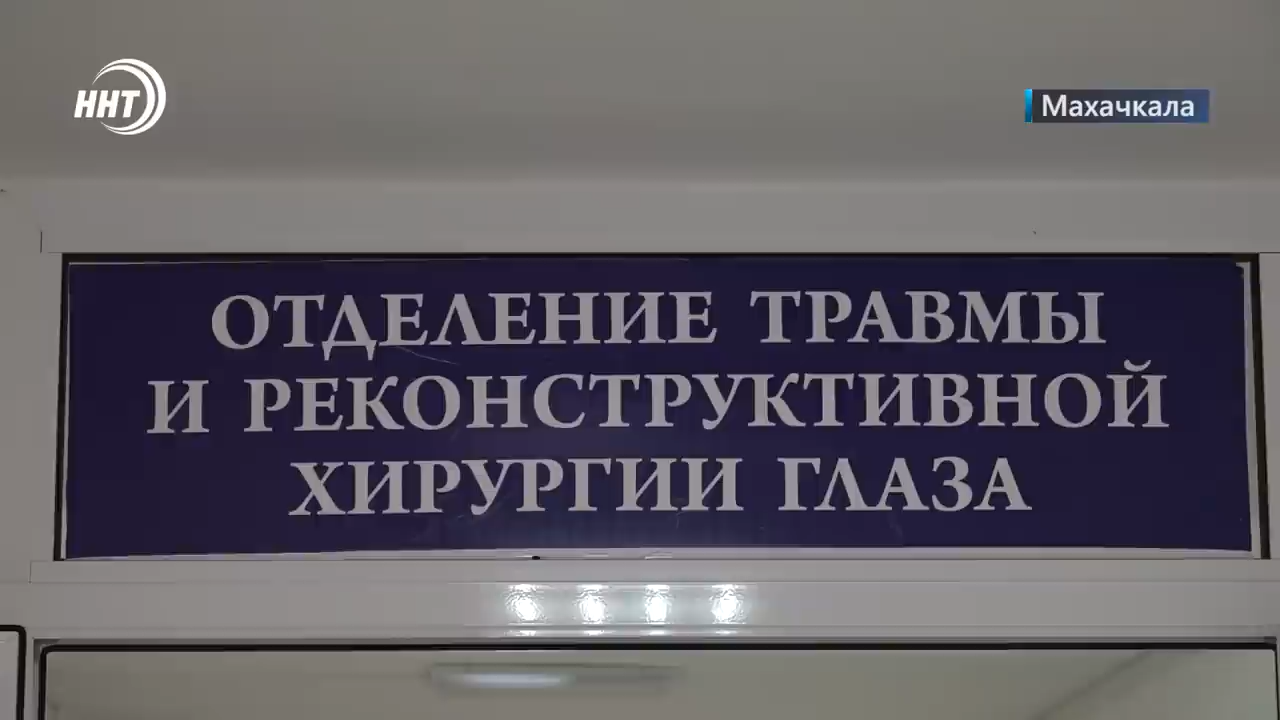 ННТ
Махачкала
ОТДЕЛЕНИЕ ТРАВМЫ
И РЕКОНСТРУКТИВНОЙ
ХИРУРГИИ ГЛАЗА